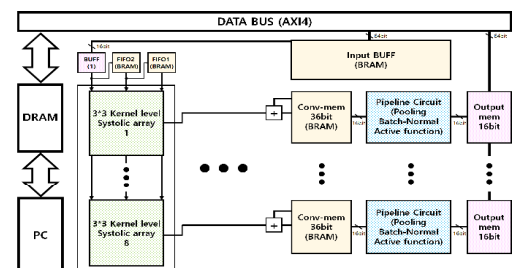 DATA BUS (AXI4)
16bit
64bit
64bit
BUFF
(1)
FIFO2
(BRAM)
FIFO1
(BRAM)
Input BUFF
(BRAM)
DRAM
3*3 Kernel level
Systolic array
1
+
Conv-mem
36bit
(BRAM)
16bit
Pipeline Circuit
(Pooling
Batch-Normal
Active function)
16bit
Output
mem
16bit
PC
3*3 Kernel level
Systolic array
8
+
Conv-mem
36bit
(BRAM)
16bit
Pipeline Circuit
(Pooling
Batch-Normal
Active function)
16bit
Output
mem
16bit